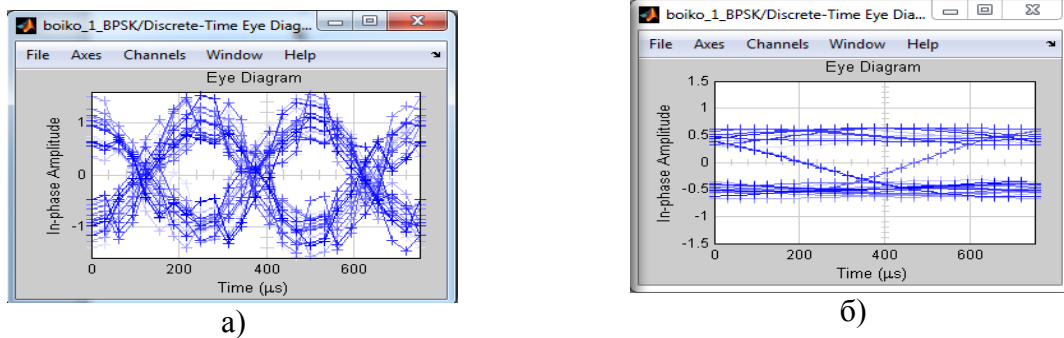 boiko_1_BPSK/Discrete-Time Eye Diag...
File Axes Channels Window Help
Eye Diagram
In-phase Amplitude
1
0
-1
0 200 400 600
Time (μs)
а)
boiko_1_BPSK/Discrete-Time Eye Dia...
File Axes Channels Window Help
Eye Diagram
In-phase Amplitude
1.5
1
0.5
0
-0.5
-1
-1.5
0 200 400 600
Time (μs)
б)